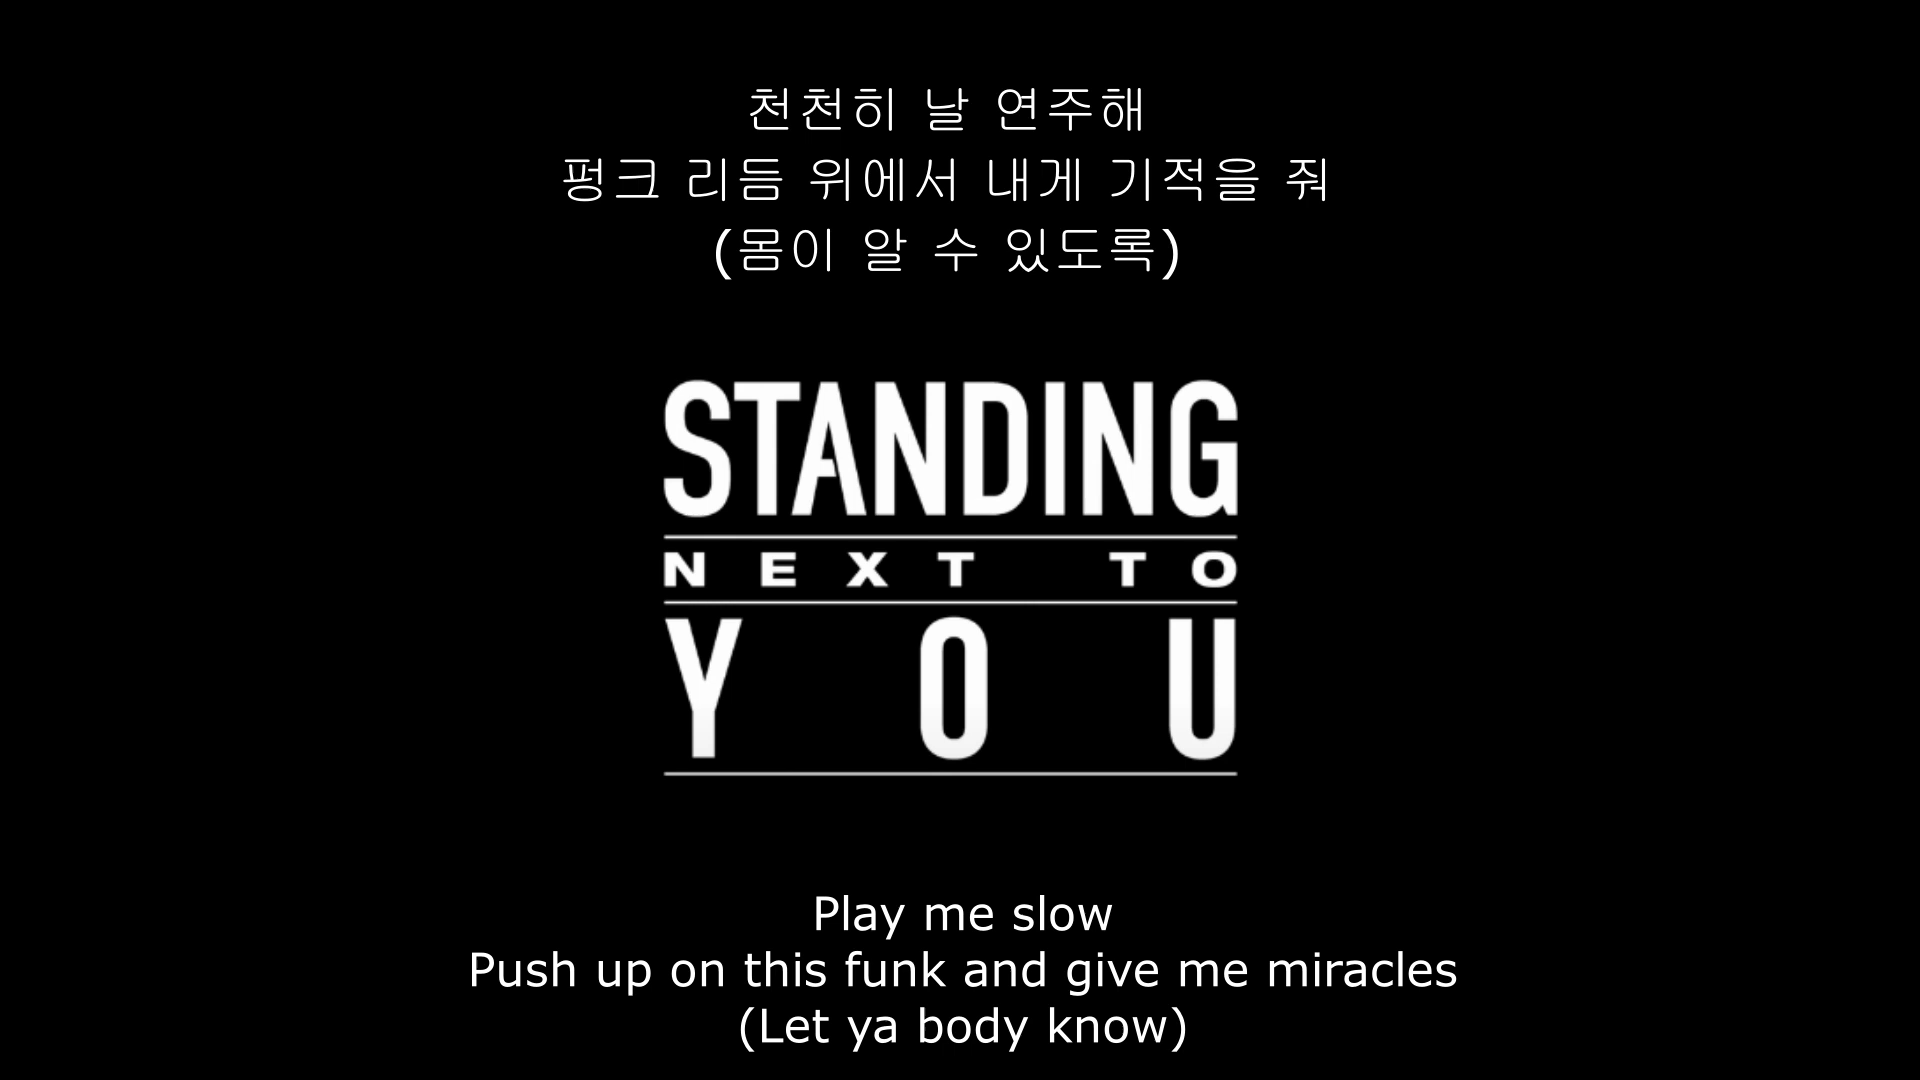 천천히 날 연주해
펑크 리듬 위에서 내게 기적을 줘
(몸이 알 수 있도록)
STANDING
NEXT TO
YOU
Play me slow
Push up on this funk and give me miracles
(Let ya body know)